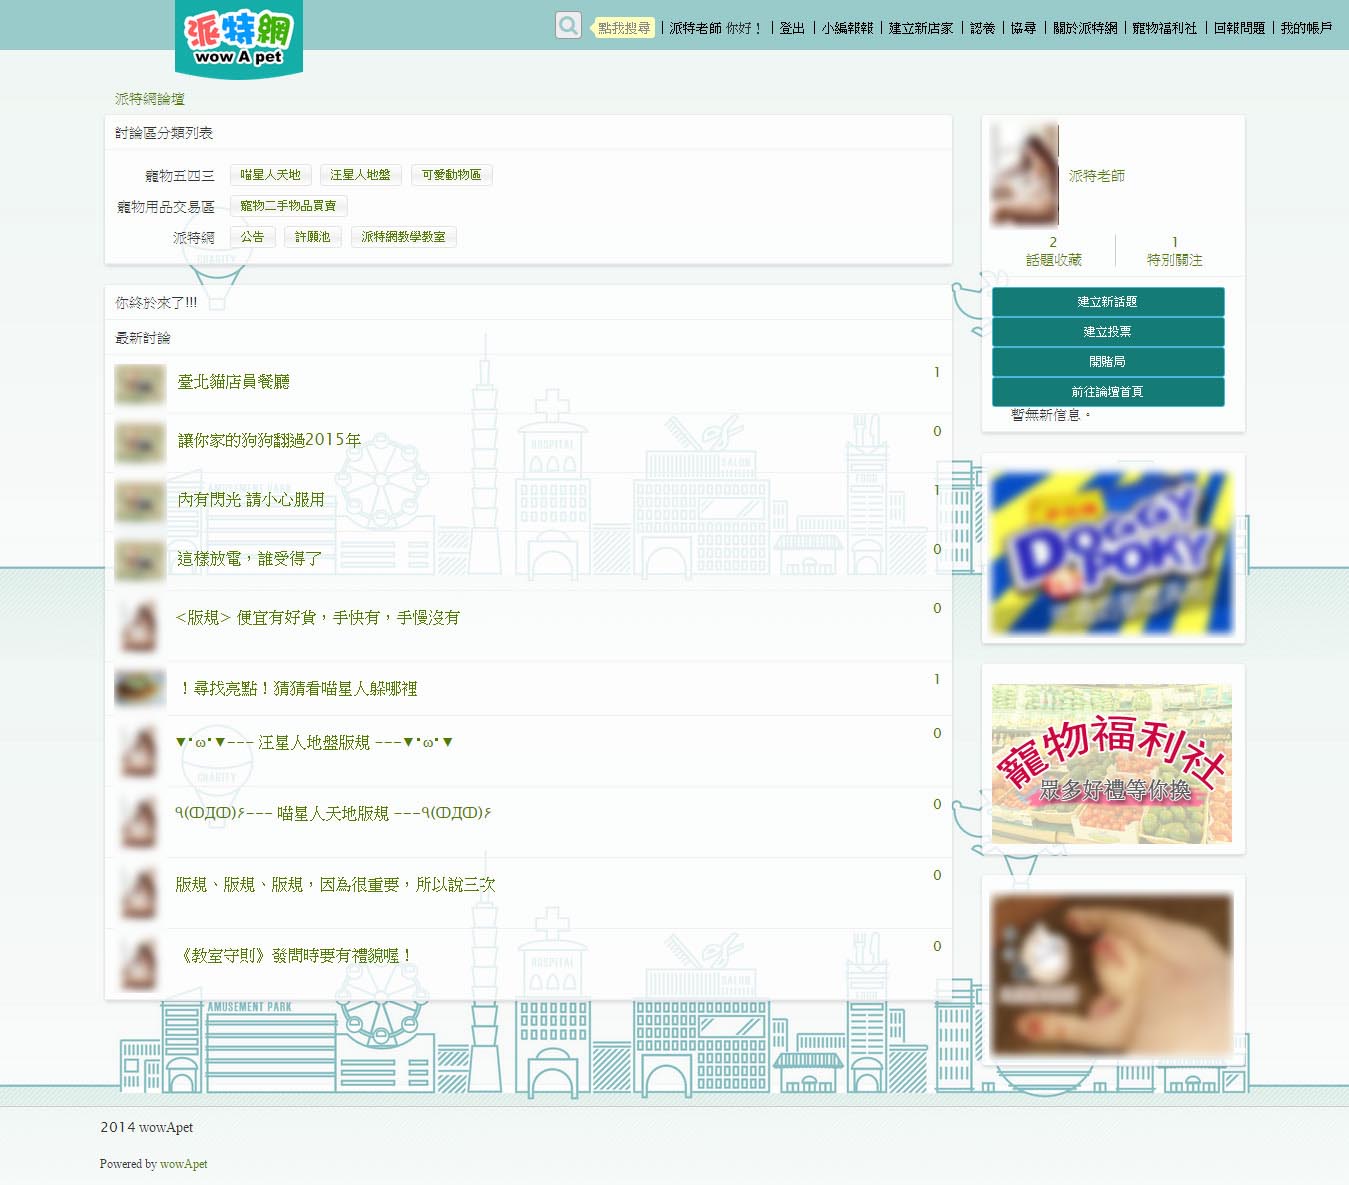 派特網
wow A pet
點我搜尋 | 派特老師 你好! | 登出 | 小編報報 | 建立新店家 | 認養 | 協尋 | 關於派特網 | 寵物福利社 | 回報問題 | 我的帳戶
派特網論壇
討論區分類列表
寵物五四三 喵星人天地 汪星人地盤 可愛動物區
寵物用品交易區 寵物二手物品買賣
派特網 公告 許願池 派特網教學教室
CHARITY
你終於來了!!!
最新討論
臺北貓店員餐廳 1
讓你家的狗狗翻過2015年 0
HOSPITAL
SALON
FOOD
AMUSEMENT PARK
內有閃光 請小心服用 1
這樣放電，誰受得了 0
<版規> 便宜有好貨，手快有，手慢沒有 0
！尋找亮點！猜猜看喵星人躲哪裡 1
▼･ω･▼--- 汪星人地盤版規 ---▼･ω･▼ 0
CHARITY
٩(ↀДↀ)۶--- 喵星人天地版規 ---٩(ↀДↀ)۶ 0
版規、版規、版規，因為很重要，所以說三次 0
《教室守則》發問時要有禮貌喔！ 0
HOSPITAL
SALON
FOOD
AMUSEMENT PARK
派特老師
2 1
話題收藏 特別關注
建立新話題
建立投票
開賭局
前往論壇首頁
暫無新信息。
DOGGY
POKY
寵物福利社
眾多好禮等你換
2014 wowApet
Powered by wowApet